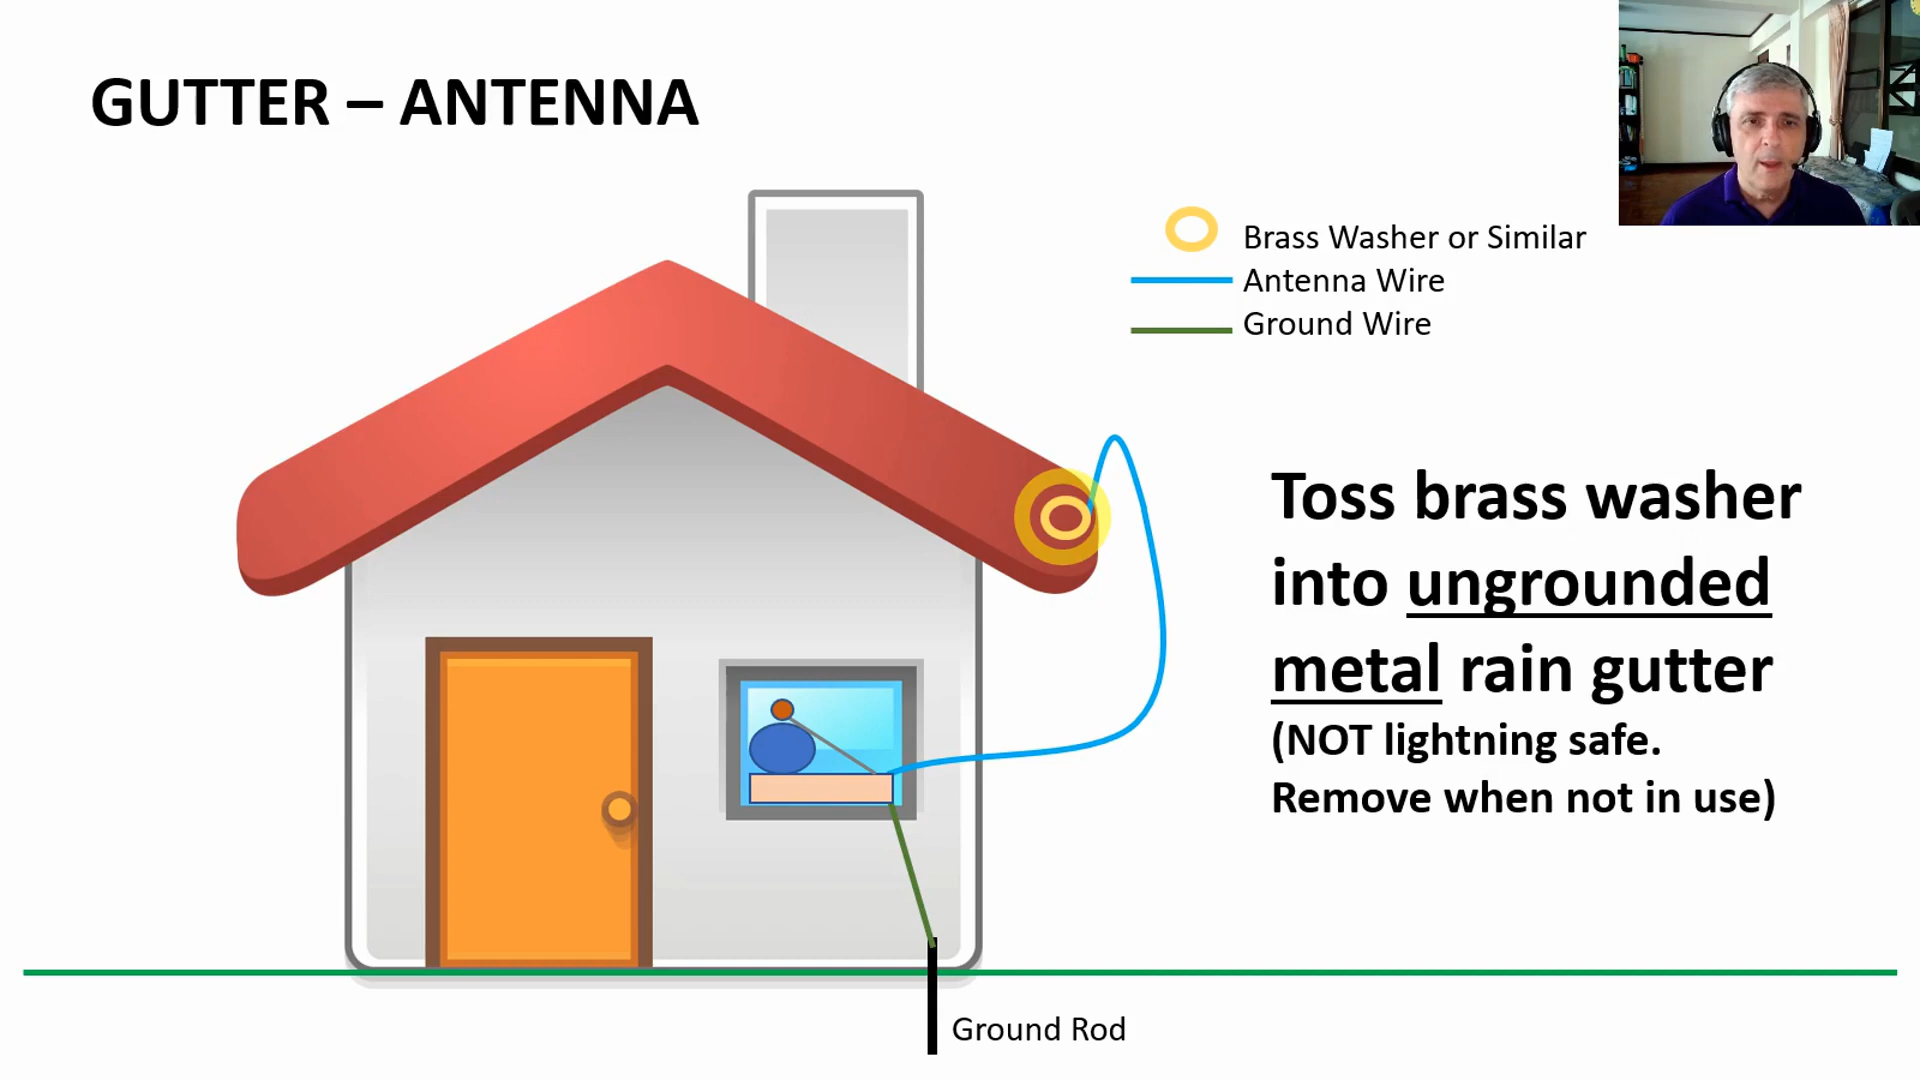 GUTTER – ANTENNA
Brass Washer or Similar
Antenna Wire
Ground Wire
Toss brass washer
into ungrounded
metal rain gutter
(NOT lightning safe.
Remove when not in use)
Ground Rod